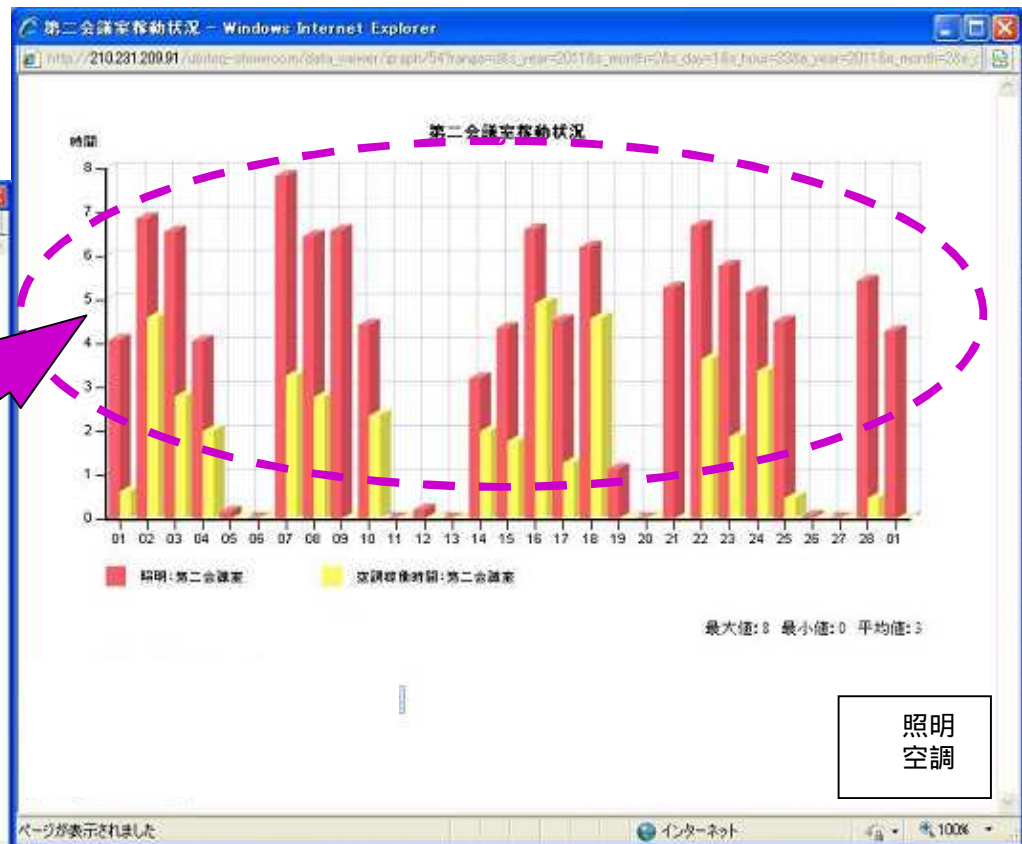 第二会議室稼動状況 - Windows Internet Explorer
210.231.209.91
第二会議室稼動状況
時間
8
7
6
5
4
3
2
1
0
01 02 03 04 05 06 07 08 09 10 11 12 13 14 15 16 17 18 19 20 21 22 23 24 25 26 27 28 01
照明:第二会議室 空調稼働時間:第二会議室
最大値:8 最小値:0 平均値:3
照明
空調
ページが表示されました インターネット 100%